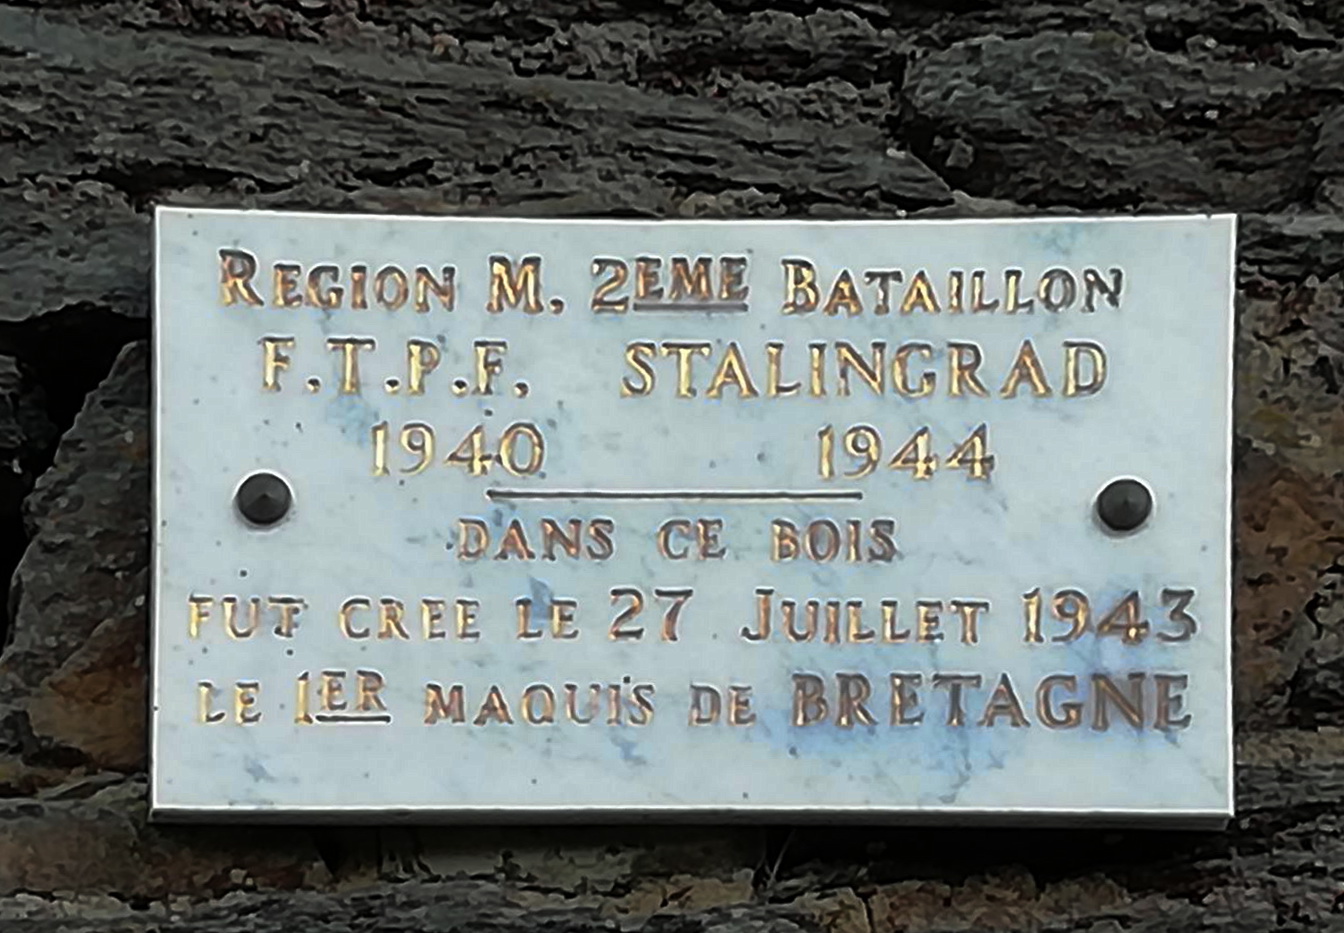 REGION M. 2EME BATAILLON
F.T.P.F. STALINGRAD
1940 1944
DANS CE BOIS
FUT CREE LE 27 JUILLET 1943
LE 1ER MAQUIS DE BRETAGNE